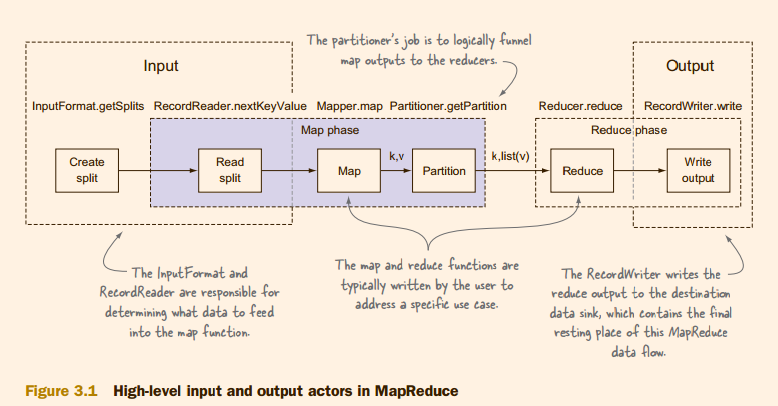 The partitioner's job is to logically funnel
map outputs to the reducers.
Input
Output
InputFormat.getSplits
RecordReader.nextKeyValue
Mapper.map
Partitioner.getPartition
Reducer.reduce
RecordWriter.write
Map phase
Reduce phase
Create
split
Read
split
Map
k,v
Partition
k,list(v)
Reduce
Write
output
The InputFormat and
RecordReader are responsible for
determining what data to feed
into the map function.
The map and reduce functions are
typically written by the user to
address a specific use case.
The RecordWriter writes the
reduce output to the destination
data sink, which contains the final
resting place of this MapReduce
data flow.
Figure 3.1 High-level input and output actors in MapReduce